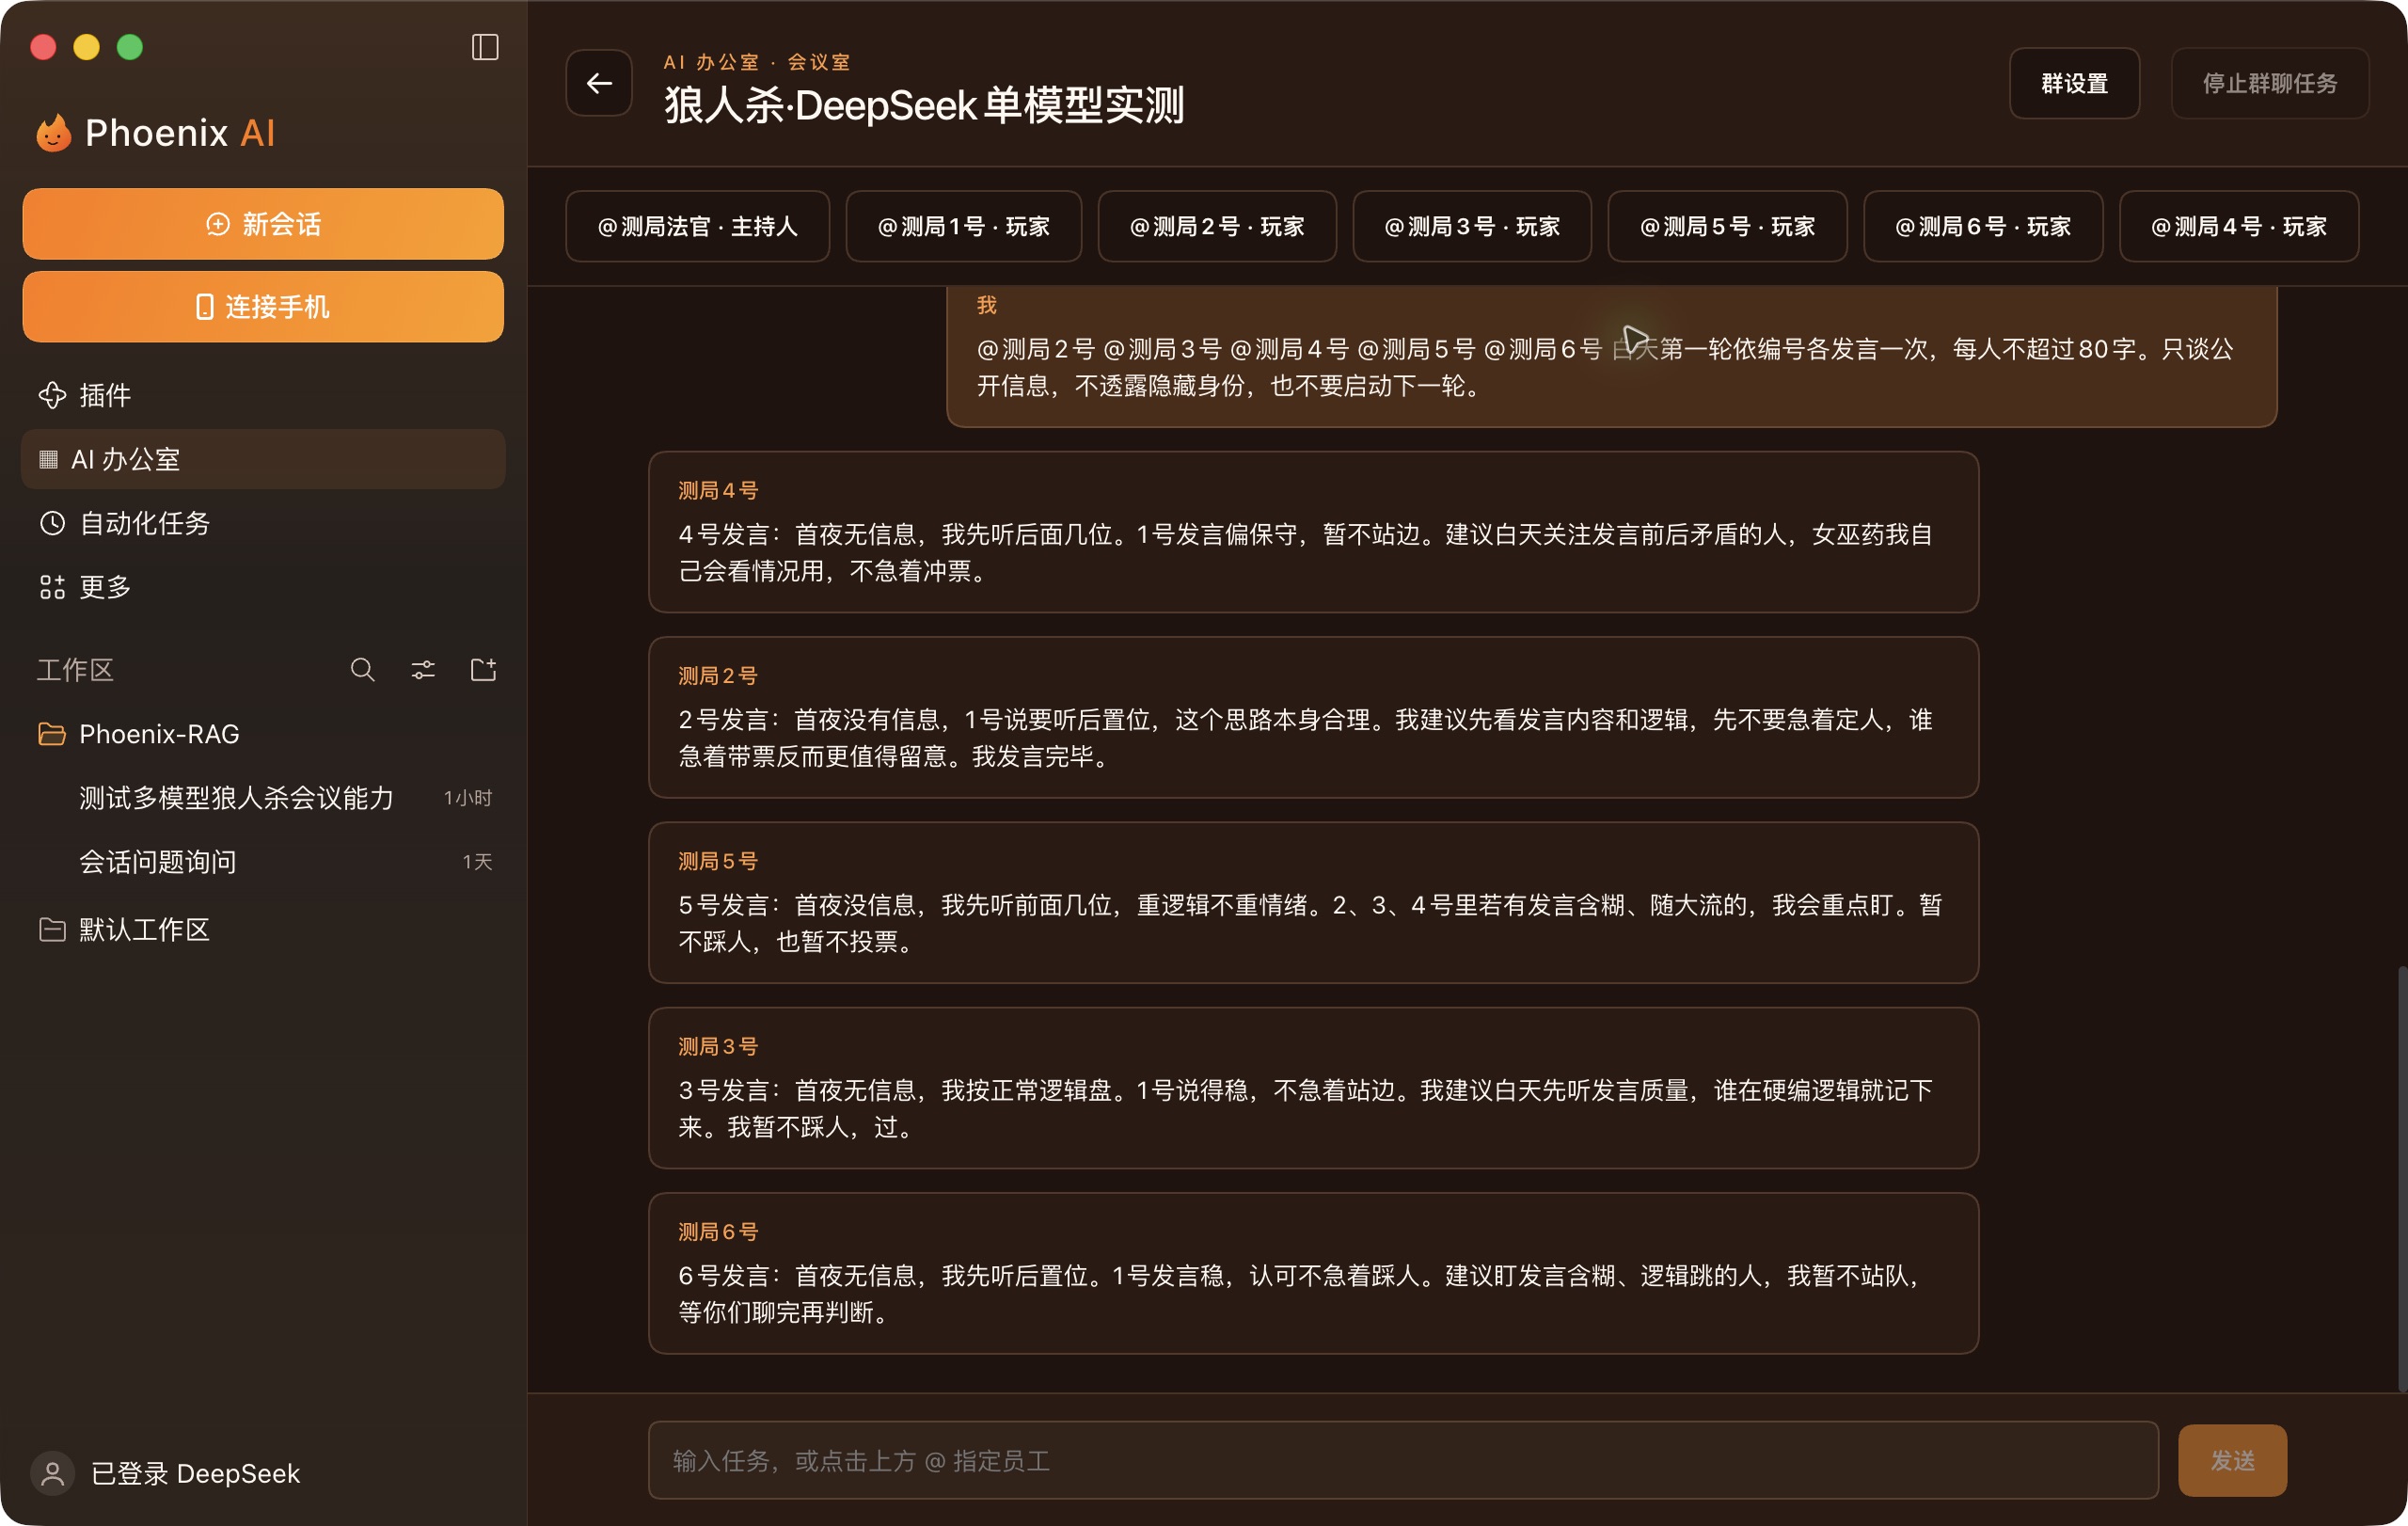 Phoenix AI
新会话
连接手机
插件
AI 办公室
自动化任务
更多
工作区
Phoenix-RAG
测试多模型狼人杀会议能力 1小时
会话问题询问 1天
默认工作区
已登录 DeepSeek
AI 办公室 · 会议室
狼人杀·DeepSeek单模型实测
群设置
停止群聊任务
@测局法官 · 主持人
@测局1号 · 玩家
@测局2号 · 玩家
@测局3号 · 玩家
@测局5号 · 玩家
@测局6号 · 玩家
@测局4号 · 玩家
我
@测局2号 @测局3号 @测局4号 @测局5号 @测局6号 白天第一轮依编号各发言一次，每人不超过80字。只谈公
开信息，不透露隐藏身份，也不要启动下一轮。
测局4号
4号发言：首夜无信息，我先听后面几位。1号发言偏保守，暂不站边。建议白天关注发言前后矛盾的人，女巫药我自
己会看情况用，不急着冲票。
测局2号
2号发言：首夜没有信息，1号说要听后置位，这个思路本身合理。我建议先看发言内容和逻辑，先不要急着定人，谁
急着带票反而更值得留意。我发言完毕。
测局5号
5号发言：首夜没信息，我先听前面几位，重逻辑不重情绪。2、3、4号里若有发言含糊、随大流的，我会重点盯。暂
不踩人，也暂不投票。
测局3号
3号发言：首夜无信息，我按正常逻辑盘。1号说得稳，不急着站边。我建议白天先听发言质量，谁在硬编逻辑就记下
来。我暂不踩人，过。
测局6号
6号发言：首夜无信息，我先听后置位。1号发言稳，认可不急着踩人。建议盯发言含糊、逻辑跳的人，我暂不站队，
等你们聊完再判断。
输入任务，或点击上方 @ 指定员工
发送